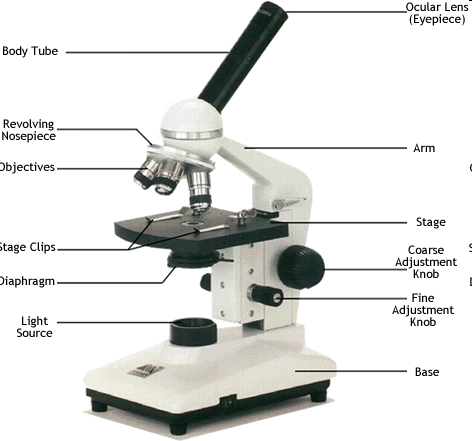 Ocular Lens
(Eyepiece)
Body Tube
Revolving
Nosepiece
Arm
Objectives
Stage
Stage Clips
Coarse
Adjustment
Knob
Diaphragm
Fine
Adjustment
Knob
Light
Source
Base